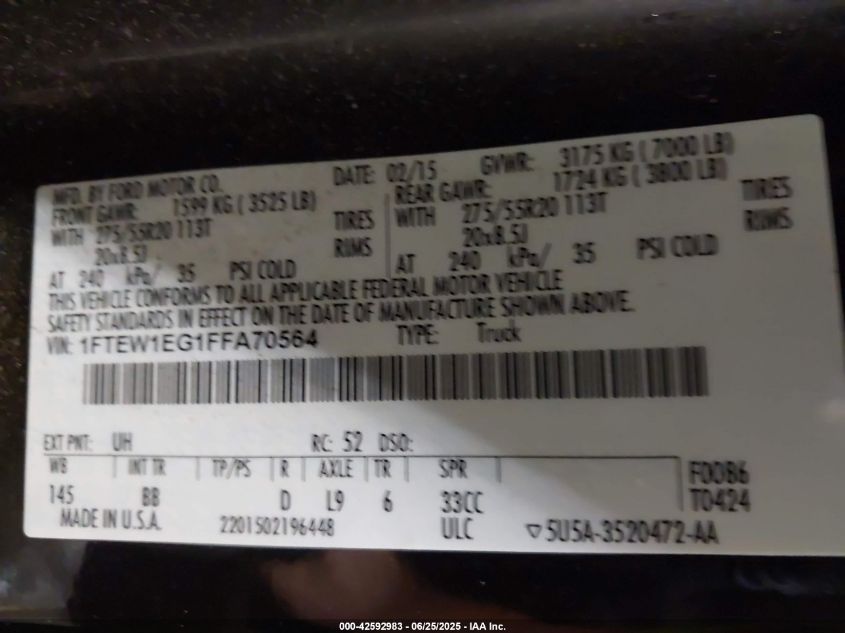 MFD. BY FORD MOTOR CO. DATE: 02/15 GVWR: 3175 KG ( 7000 LB)
FRONT GAWR: 1599 KG ( 3525 LB) REAR GAWR: 1724 KG ( 3800 LB)
WITH 275/55R20 113T TIRES WITH 275/55R20 113T TIRES
20x8.5J RIMS 20x8.5J RIMS
AT 240 kPa/ 35 PSI COLD AT 240 kPa/ 35 PSI COLD
THIS VEHICLE CONFORMS TO ALL APPLICABLE FEDERAL MOTOR VEHICLE
SAFETY STANDARDS IN EFFECT ON THE DATE OF MANUFACTURE SHOWN ABOVE.
VIN: 1FTEW1EG1FFA70564 TYPE: Truck
EXT PNT: UH RC: 52 DSO:
WB INT TR TP/PS R AXLE TR SPR F00B6
145 BB D L9 6 33CC T0424
MADE IN U.S.A. 2201502196448 ULC ▽5U5A-3520472-AA
000-42592983 - 06/25/2025 - IAA Inc.